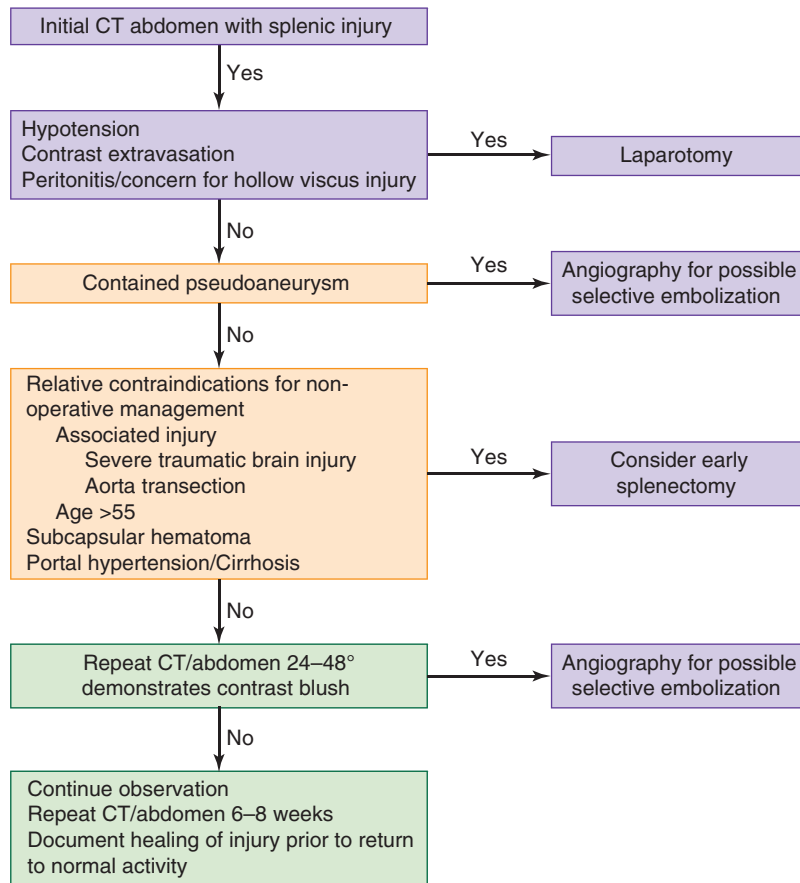 Initial CT abdomen with splenic injury
Yes
Hypotension
Contrast extravasation
Peritonitis/concern for hollow viscus injury
Yes
Laparotomy
No
Contained pseudoaneurysm
Yes
Angiography for possible
selective embolization
No
Relative contraindications for non-
operative management
Associated injury
Severe traumatic brain injury
Aorta transection
Age >55
Subcapsular hematoma
Portal hypertension/Cirrhosis
Yes
Consider early
splenectomy
No
Repeat CT/abdomen 24–48°
demonstrates contrast blush
Yes
Angiography for possible
selective embolization
No
Continue observation
Repeat CT/abdomen 6–8 weeks
Document healing of injury prior to return
to normal activity